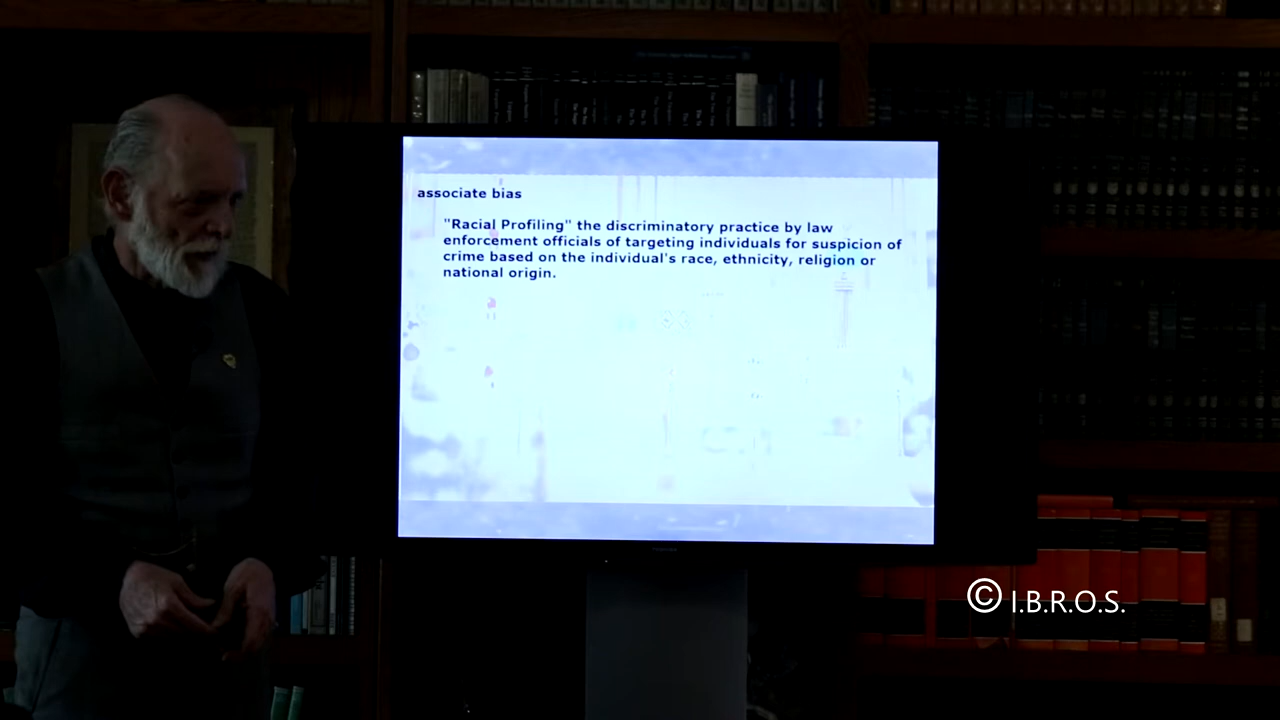 associate bias
"Racial Profiling" the discriminatory practice by law
enforcement officials of targeting individuals for suspicion of
crime based on the individual's race, ethnicity, religion or
national origin.
© I.B.R.O.S.